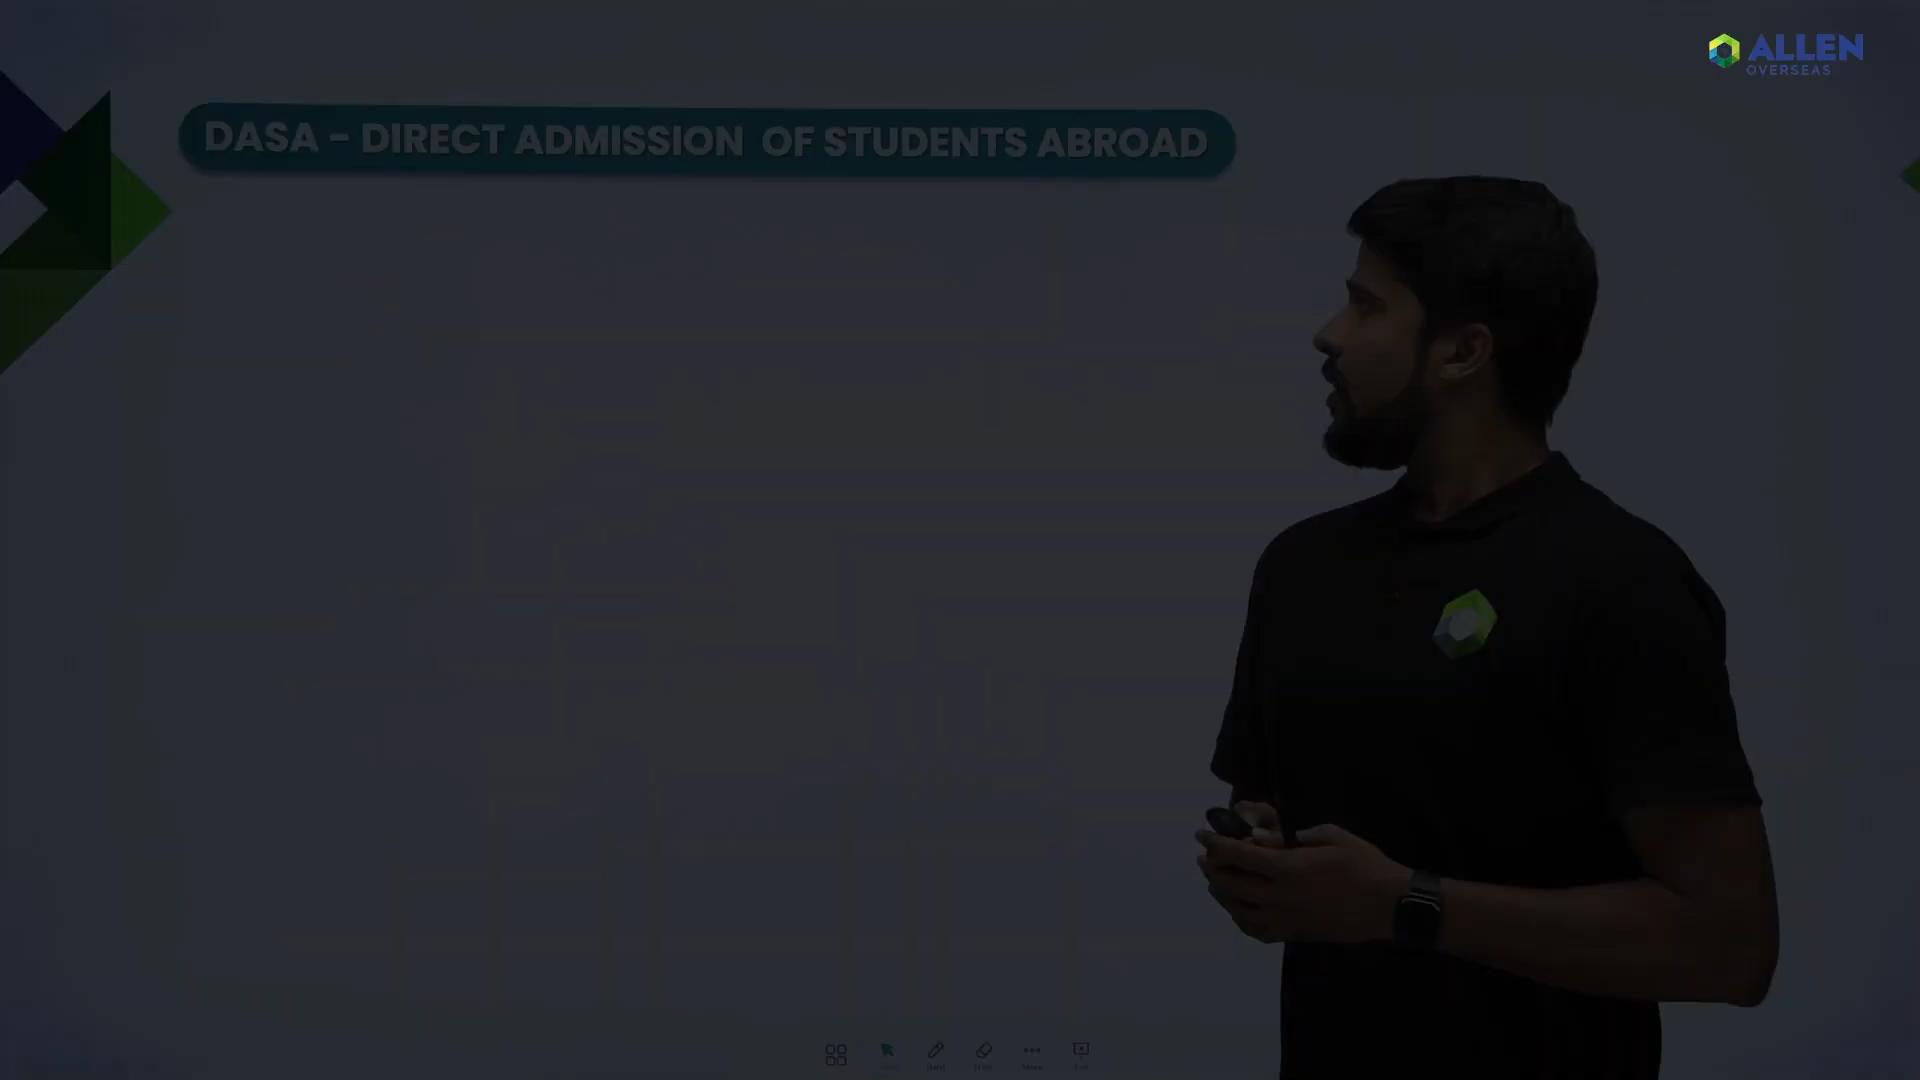 ALLEN
OVERSEAS
DASA - DIRECT ADMISSION OF STUDENTS ABROAD